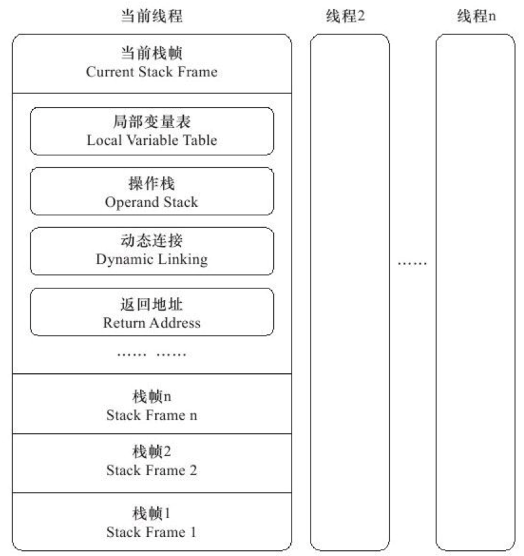 当前线程
线程2
线程n
当前栈帧
Current Stack Frame
局部变量表
Local Variable Table
操作栈
Operand Stack
动态连接
Dynamic Linking
返回地址
Return Address
…… ……
……
栈帧n
Stack Frame n
栈帧2
Stack Frame 2
栈帧1
Stack Frame 1